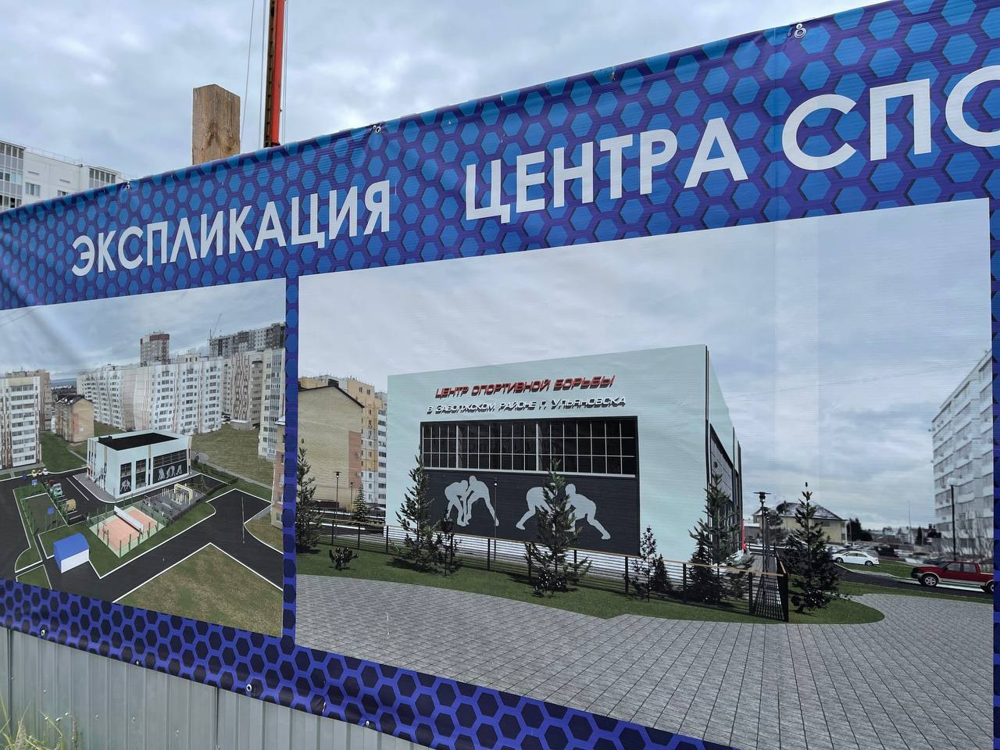 ЭКСПЛИКАЦИЯ ЦЕНТРА СПО
ЦЕНТР СПОРТИВНОЙ БОРЬБЫ
В ЗАВОЛЖСКОМ РАЙОНЕ Г. УЛЬЯНОВСКА